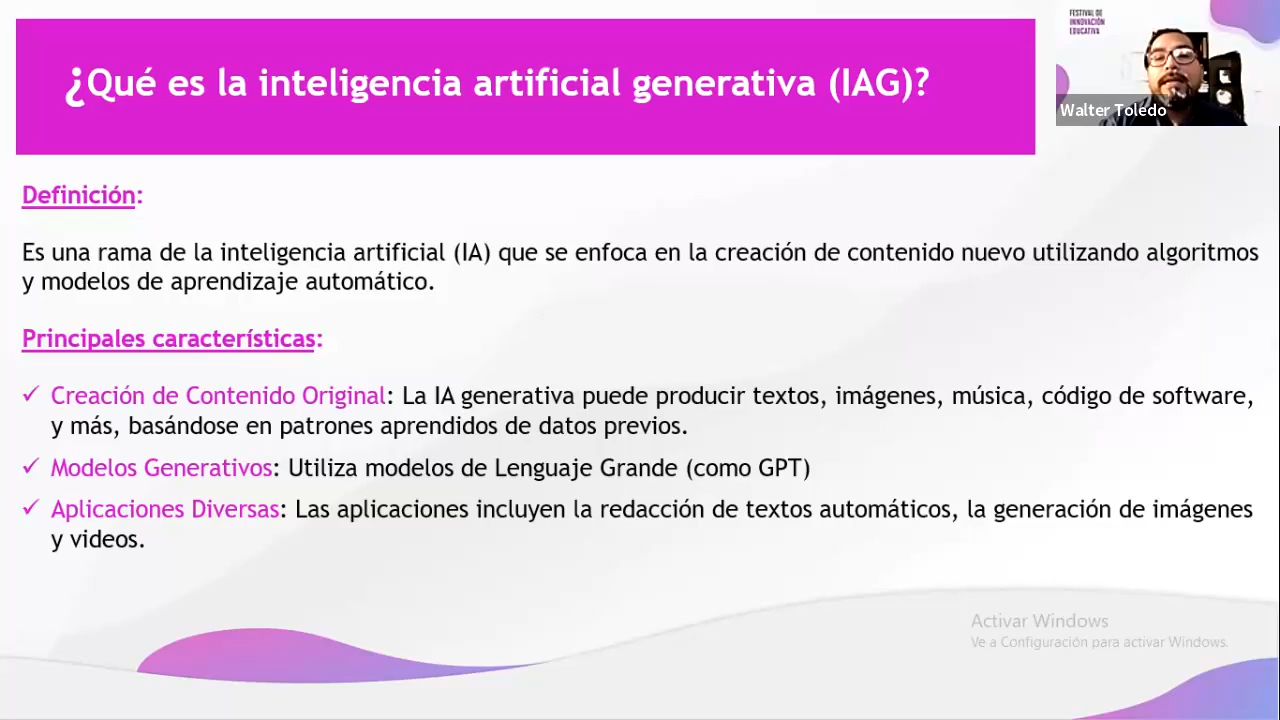 ¿Qué es la inteligencia artificial generativa (IAG)?
FESTIVAL DE
INNOVACIÓN
EDUCATIVA
Walter Toledo
Definición:
Es una rama de la inteligencia artificial (IA) que se enfoca en la creación de contenido nuevo utilizando algoritmos
y modelos de aprendizaje automático.
Principales características:
✓ Creación de Contenido Original: La IA generativa puede producir textos, imágenes, música, código de software,
y más, basándose en patrones aprendidos de datos previos.
✓ Modelos Generativos: Utiliza modelos de Lenguaje Grande (como GPT)
✓ Aplicaciones Diversas: Las aplicaciones incluyen la redacción de textos automáticos, la generación de imágenes
y videos.
Activar Windows
Ve a Configuración para activar Windows.